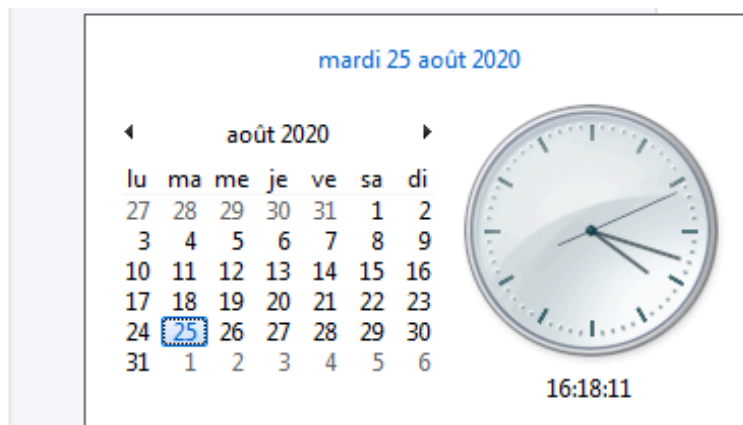 mardi 25 août 2020
août 2020
lu ma me je ve sa di
27 28 29 30 31 1 2
3 4 5 6 7 8 9
10 11 12 13 14 15 16
17 18 19 20 21 22 23
24 25 26 27 28 29 30
31 1 2 3 4 5 6
16:18:11